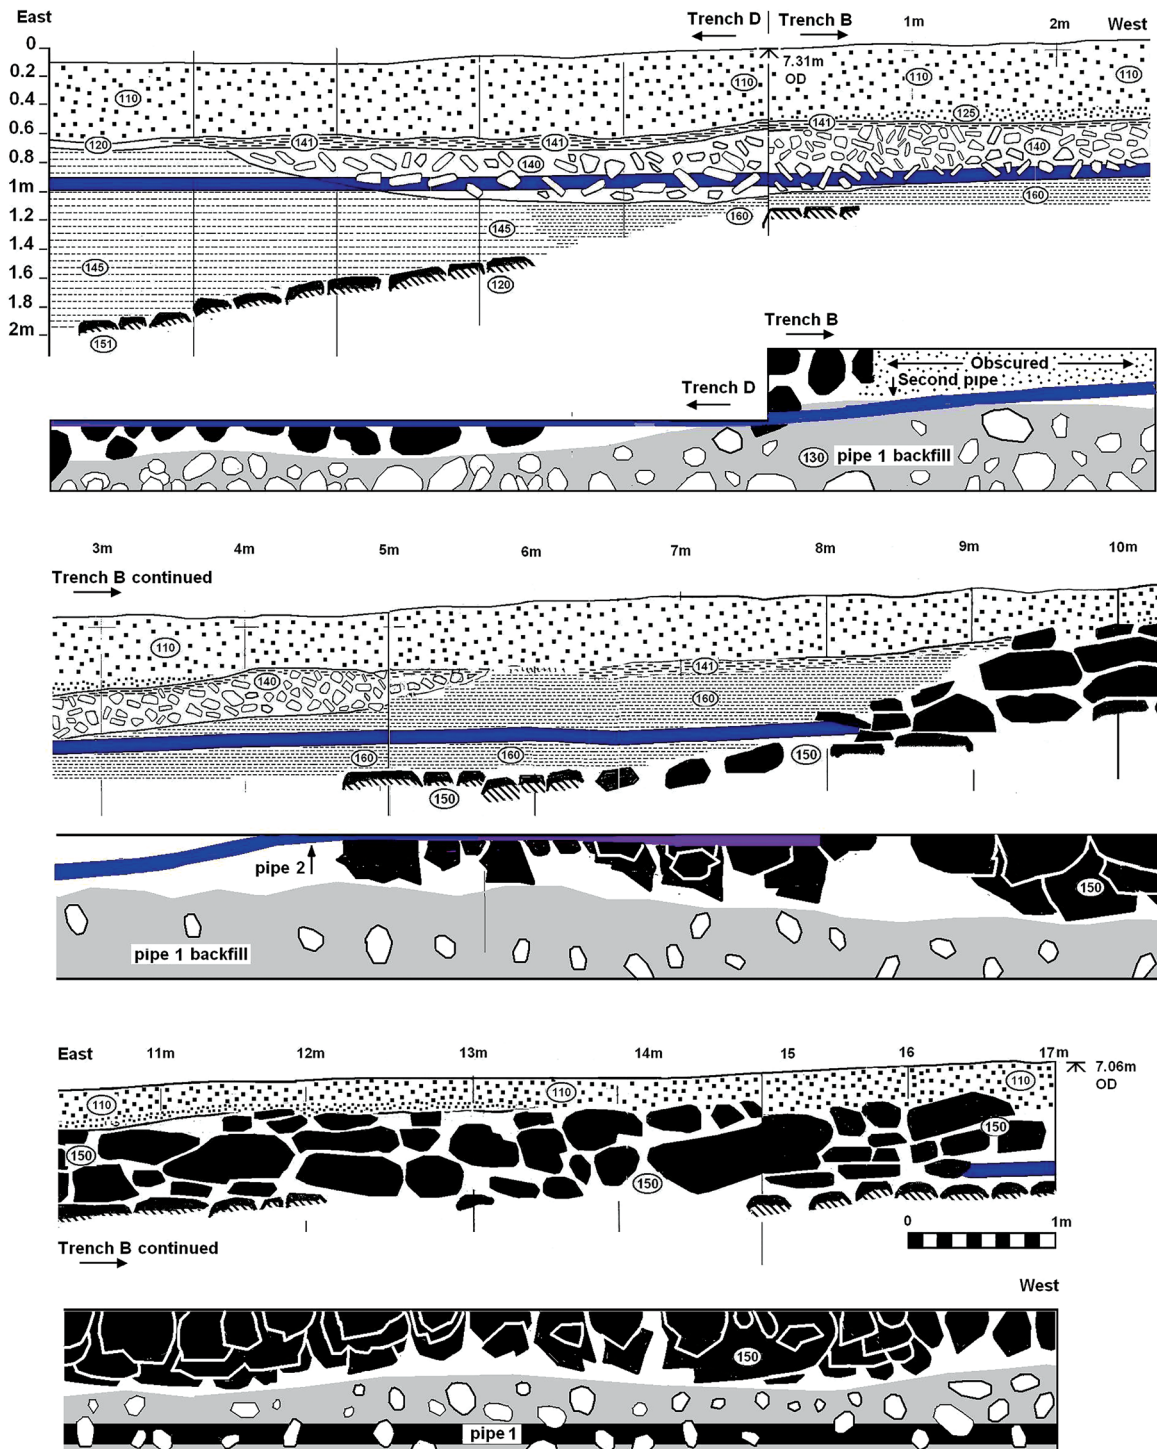 East
Trench D
Trench B
1m
2m
West
0
7.31m
OD
0.2
110
110
110
110
0.4
125
141
0.6
120
141
141
0.8
140
140
1m
160
160
1.2
145
1.4
145
1.6
120
1.8
2m
151
Trench B
Obscured
Trench D
Second pipe
130
pipe 1 backfill
3m
4m
5m
6m
7m
8m
9m
10m
Trench B continued
110
141
140
160
160
160
150
150
pipe 2
150
pipe 1 backfill
East
11m
12m
13m
14m
15
16
17m
7.06m
OD
110
110
110
150
150
150
0
1m
Trench B continued
West
150
pipe 1